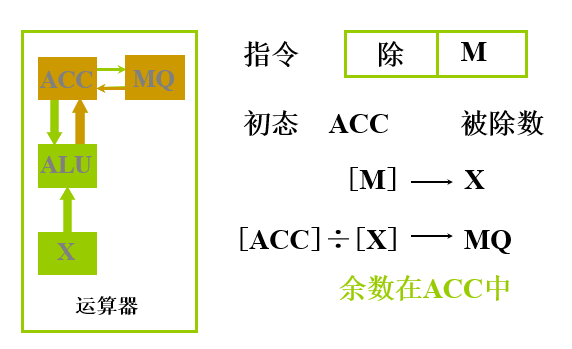 ACC MQ
ALU
X
运算器
指令 除 M
初态 ACC 被除数
[M] → X
[ACC]÷[X] → MQ
余数在ACC中